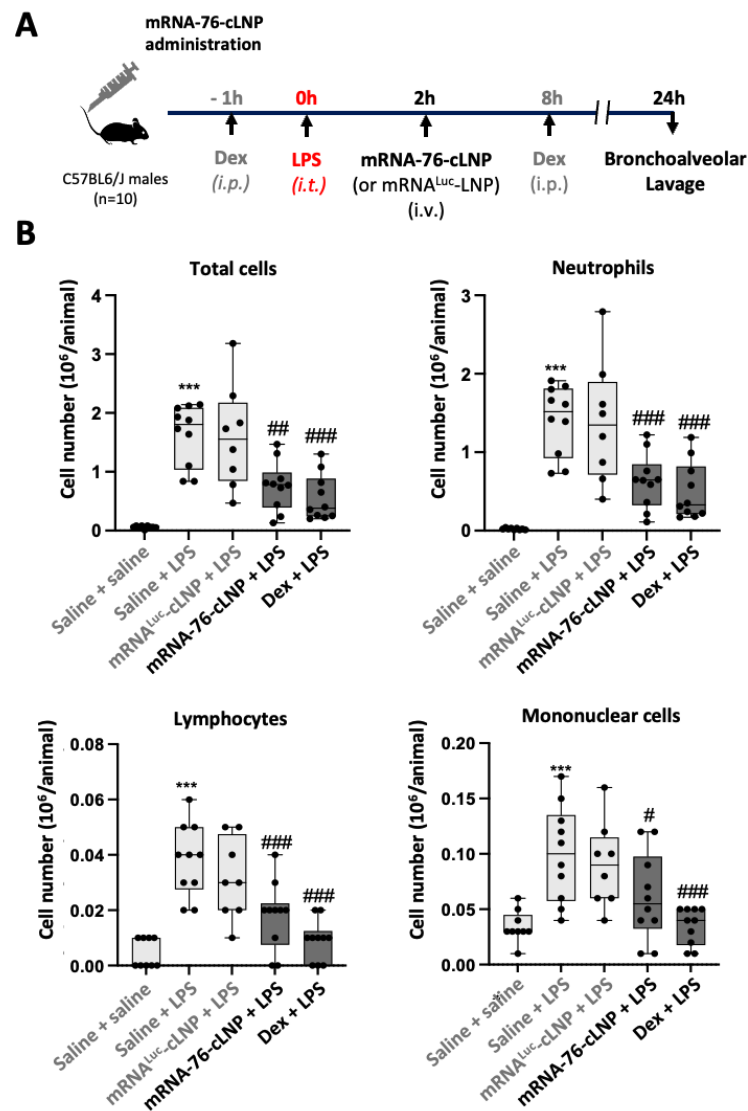 A
mRNA-76-cLNP
administration
C57BL6/J males
(n=10)
- 1h
0h
2h
8h
24h
Dex
(i.p.)
LPS
(i.t.)
mRNA-76-cLNP
(or mRNAᴸᵘᶜ-LNP)
(i.v.)
Dex
(i.p.)
Bronchoalveolar
Lavage
B
Total cells
Cell number (10⁶/animal)
4
3
2
1
0
***
##
###
Saline + saline
Saline + LPS
mRNAᴸᵘᶜ-cLNP + LPS
mRNA-76-cLNP + LPS
Dex + LPS
Neutrophils
Cell number (10⁶/animal)
3
2
1
0
***
###
###
Saline + saline
Saline + LPS
mRNAᴸᵘᶜ-cLNP + LPS
mRNA-76-cLNP + LPS
Dex + LPS
Lymphocytes
Cell number (10⁶/animal)
0.08
0.06
0.04
0.02
0.00
***
###
###
Saline + saline
Saline + LPS
mRNAᴸᵘᶜ-cLNP + LPS
mRNA-76-cLNP + LPS
Dex + LPS
Mononuclear cells
Cell number (10⁶/animal)
0.20
0.15
0.10
0.05
0.00
***
#
###
Saline + saline
Saline + LPS
mRNAᴸᵘᶜ-cLNP + LPS
mRNA-76-cLNP + LPS
Dex + LPS